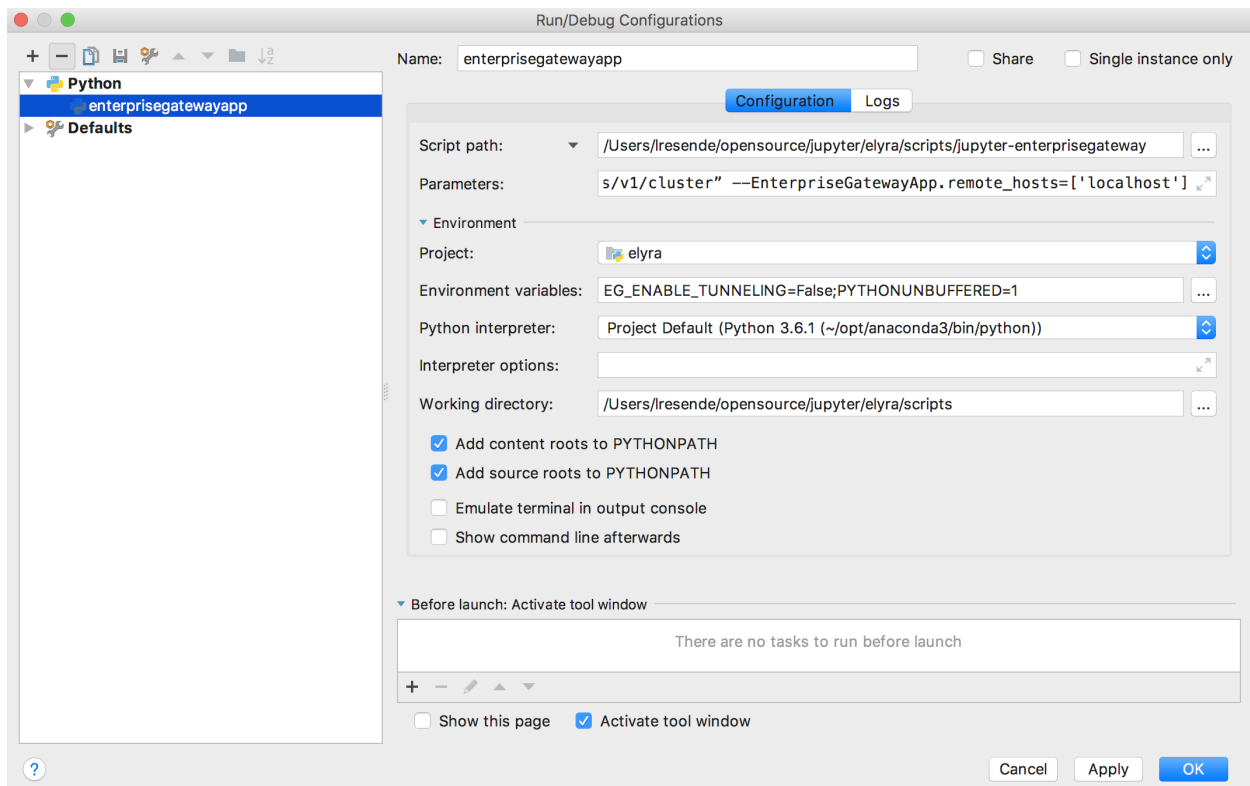 Run/Debug Configurations
Python
enterprisegatewayapp
Defaults
Name: enterprisegatewayapp Share Single instance only
Configuration Logs
Script path: /Users/lresende/opensource/jupyter/elyra/scripts/jupyter-enterprisegateway ...
Parameters: s/v1/cluster” --EnterpriseGatewayApp.remote_hosts=['localhost']
Environment
Project: elyra
Environment variables: EG_ENABLE_TUNNELING=False;PYTHONUNBUFFERED=1 ...
Python interpreter: Project Default (Python 3.6.1 (~/opt/anaconda3/bin/python))
Interpreter options:
Working directory: /Users/lresende/opensource/jupyter/elyra/scripts ...
Add content roots to PYTHONPATH
Add source roots to PYTHONPATH
Emulate terminal in output console
Show command line afterwards
Before launch: Activate tool window
There are no tasks to run before launch
Show this page Activate tool window
? Cancel Apply OK